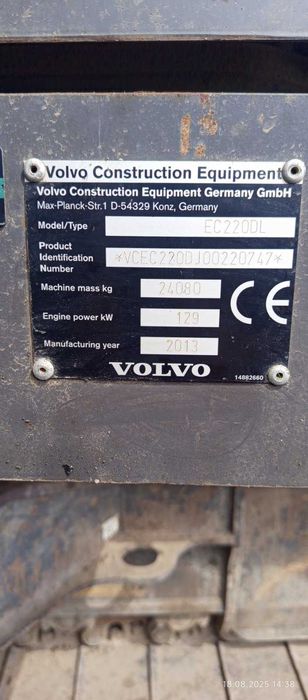 Volvo Construction Equipment
Volvo Construction Equipment Germany GmbH
Max-Planck-Str.1 D-54329 Konz, Germany
Model/Type EC220DL
Product Identification Number *VCEC220DJ00220747*
Machine mass kg 24080
Engine power kW 129
Manufacturing year 2013
CE
VOLVO
14882660
18.08.2025 14:38